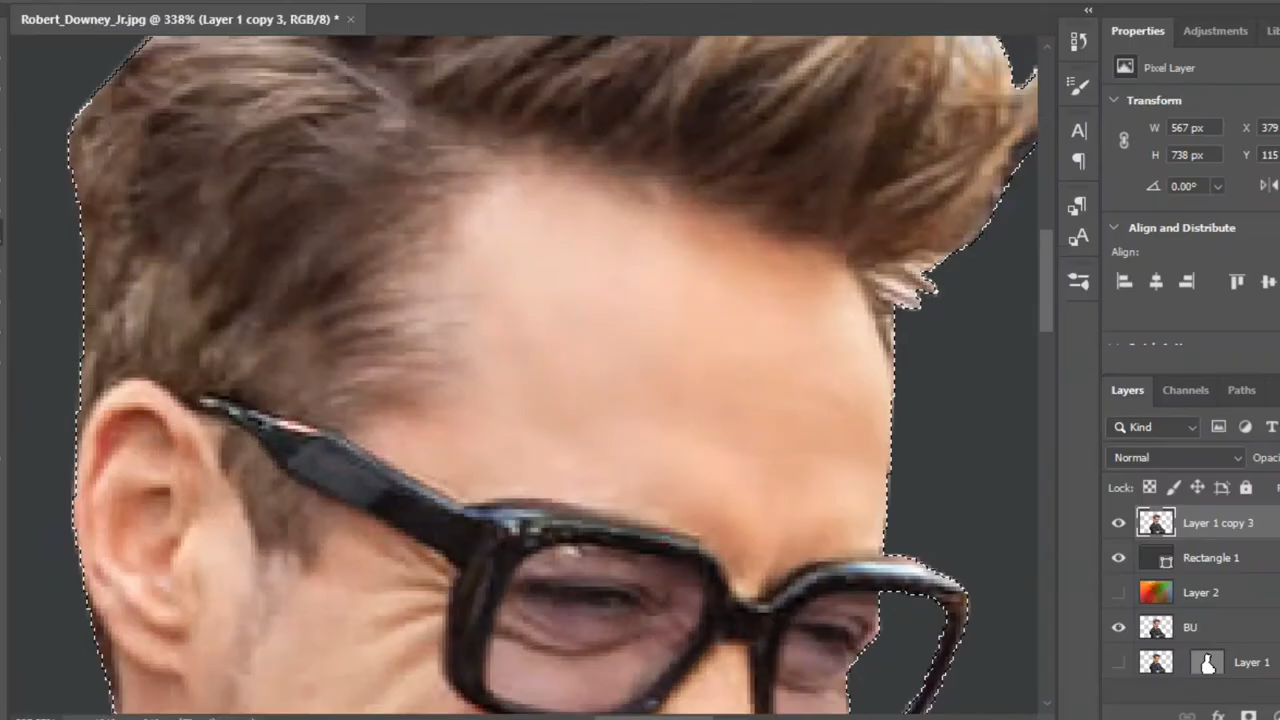 Robert_Downey_Jr.jpg @ 338% (Layer 1 copy 3, RGB/8) *
Properties
Adjustments
Pixel Layer
Transform
W 567 px X 379
H 738 px Y 115
0.00°
Align and Distribute
Align:
Layers Channels Paths
Kind
Normal Opac
Lock:
Layer 1 copy 3
Rectangle 1
Layer 2
BU
Layer 1